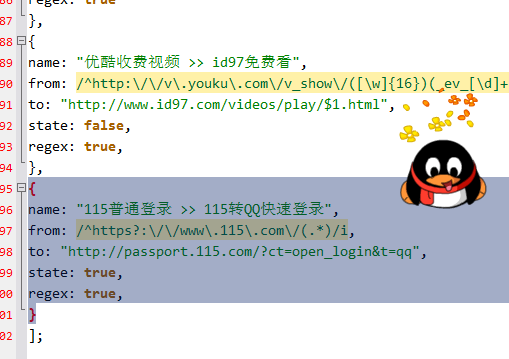 86 regex: true
87 },
88 {
89 name: "优酷收费视频 >> id97免费看",
90 from: /^http:\/\/v\.youku\.com\/v_show\/([\w]{16})(_ev_[\d]+
91 to: "http://www.id97.com/videos/play/$1.html",
92 state: false,
93 regex: true,
94 },
95 {
96 name: "115普通登录 >> 115转QQ快速登录",
97 from: /^https?:\/\/www\.115\.com\/(.*)/i,
98 to: "http://passport.115.com/?ct=open_login&t=qq",
99 state: true,
00 regex: true,
01 }
02 ];